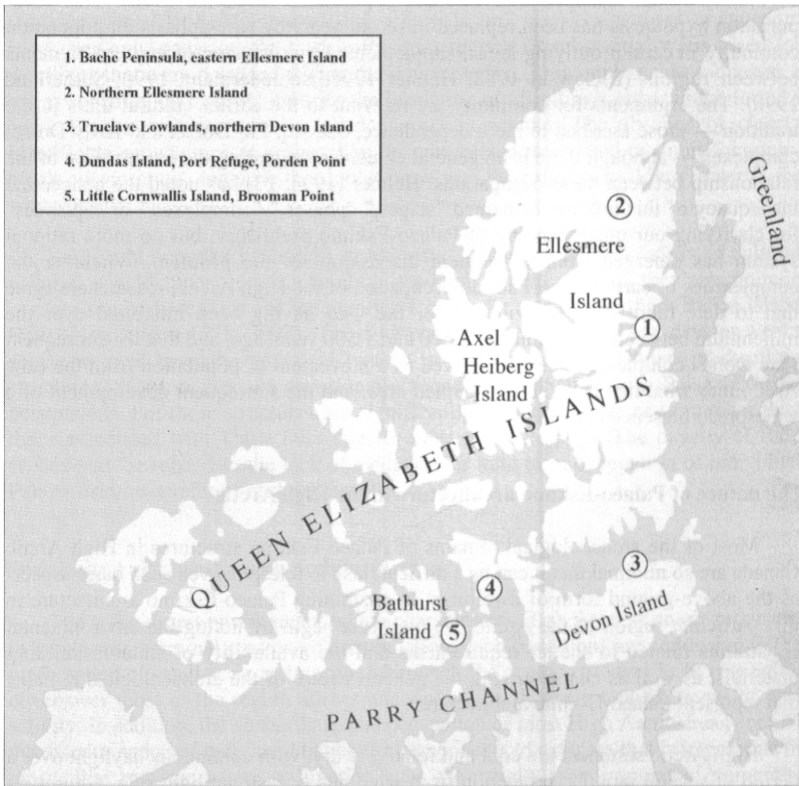 1. Bache Peninsula, eastern Ellesmere Island
2. Northern Ellesmere Island
3. Truelove Lowlands, northern Devon Island
4. Dundas Island, Port Refuge, Porden Point
5. Little Cornwallis Island, Brooman Point
Greenland
2
Ellesmere
Island
1
Axel
Heiberg
Island
QUEEN ELIZABETH ISLANDS
3
4
Bathurst
Island 5
Devon Island
PARRY CHANNEL